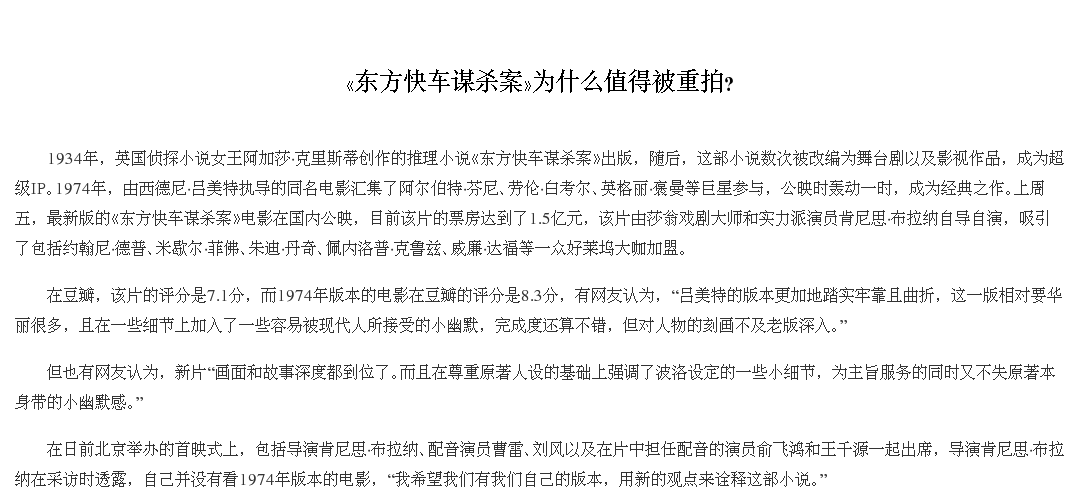 《东方快车谋杀案》为什么值得被重拍?
1934年，英国侦探小说女王阿加莎·克里斯蒂创作的推理小说《东方快车谋杀案》出版，随后，这部小说数次被改编为舞台剧以及影视作品，成为超
级IP。1974年，由西德尼·吕美特执导的同名电影汇集了阿尔伯特·芬尼、劳伦·白考尔、英格丽·褒曼等巨星参与，公映时轰动一时，成为经典之作。上周
五，最新版的《东方快车谋杀案》电影在国内公映，目前该片的票房达到了1.5亿元，该片由莎翁戏剧大师和实力派演员肯尼思·布拉纳自导自演，吸引
了包括约翰尼·德普、米歇尔·菲佛、朱迪·丹奇、佩内洛普·克鲁兹、威廉·达福等一众好莱坞大咖加盟。
在豆瓣，该片的评分是7.1分，而1974年版本的电影在豆瓣的评分是8.3分，有网友认为，“吕美特的版本更加地踏实牢靠且曲折，这一版相对要华
丽很多，且在一些细节上加入了一些容易被现代人所接受的小幽默，完成度还算不错，但对人物的刻画不及老版深入。”
但也有网友认为，新片“画面和故事深度都到位了。而且在尊重原著人设的基础上强调了波洛设定的一些小细节，为主旨服务的同时又不失原著本
身带的小幽默感。”
在日前北京举办的首映式上，包括导演肯尼思·布拉纳、配音演员曹雷、刘风以及在片中担任配音的演员俞飞鸿和王千源一起出席，导演肯尼思·布拉
纳在采访时透露，自己并没有看1974年版本的电影，“我希望我们有我们自己的版本，用新的观点来诠释这部小说。”